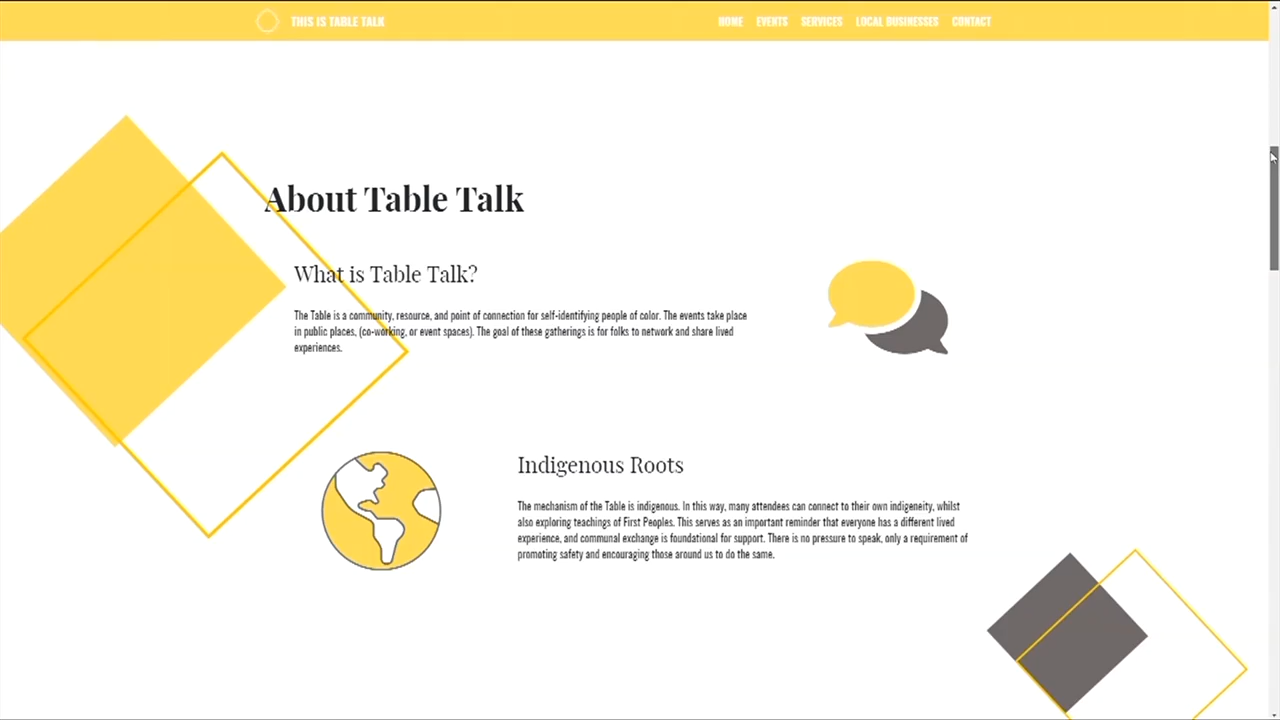 THIS IS TABLE TALK
HOME EVENTS SERVICES LOCAL BUSINESSES CONTACT
About Table Talk
What is Table Talk?
The Table is a community, resource, and point of connection for self-identifying people of color. The events take place
in public places, (co-working, or event spaces). The goal of these gatherings is for folks to network and share lived
experiences.
Indigenous Roots
The mechanism of the Table is indigenous. In this way, many attendees can connect to their own indigeneity, whilst
also exploring teachings of First Peoples. This serves as an important reminder that everyone has a different lived
experience, and communal exchange is foundational for support. There is no pressure to speak, only a requirement of
promoting safety and encouraging those around us to do the same.